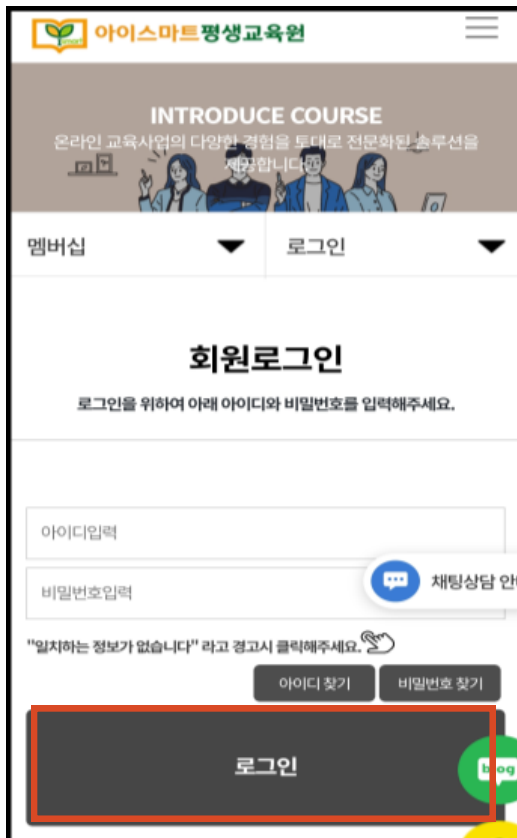 아이스마트평생교육원
INTRODUCE COURSE
온라인 교육사업의 다양한 경험을 토대로 전문화된 솔루션을
제공합니다
멤버십
로그인
회원로그인
로그인을 위하여 아래 아이디와 비밀번호를 입력해주세요.
아이디입력
비밀번호입력
채팅상담 안
"일치하는 정보가 없습니다" 라고 경고시 클릭해주세요.
아이디 찾기
비밀번호 찾기
로그인
blog